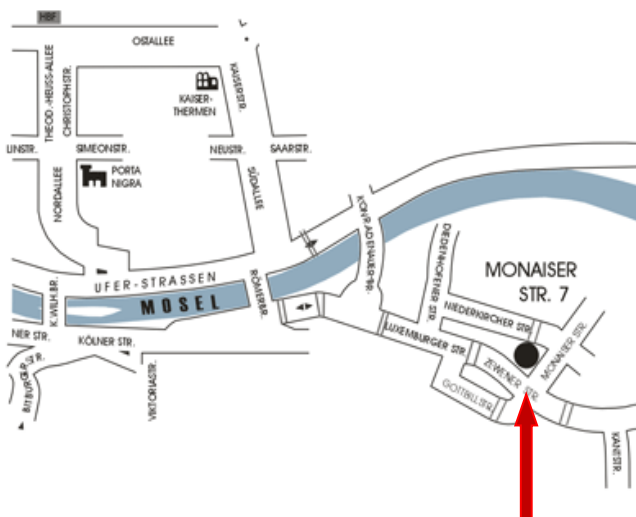 HBF
OSTALLEE
THEOD.-HEUSS-ALLEE
CHRISTOPHSTR.
KAISERSTR.
KAISER-
THERMEN
LINSTR.
SIMEONSTR.
NEUSTR.
SAARSTR.
PORTA
NIGRA
NORDALLEE
SÜDALLEE
KONRAD ADENAUER-BR.
DIEDENHOFENER STR.
MONAISER
STR. 7
UFER-STRASSEN
MOSEL
K.WILH.BR.
RÖMERBR.
NIEDERKIRCHER STR.
NER STR.
KÖLNER STR.
LUXEMBURGER STR.
MONAISER STR.
ZEWENER STR.
BITBURGER STR.
VIKTORIASTR.
GOTTBILLSTR.
KANTSTR.